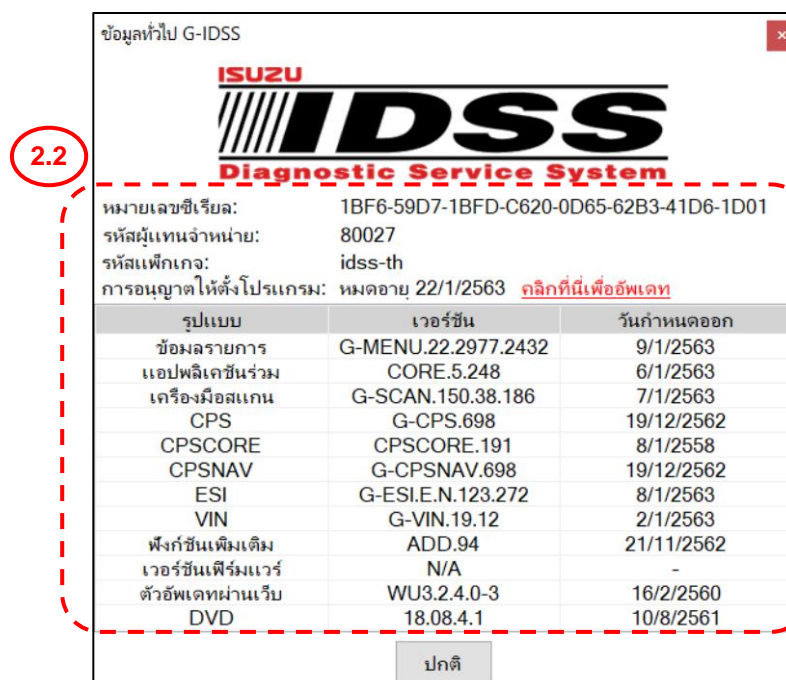 ข้อมูลทั่วไป G-IDSS
ISUZU
IDSS
Diagnostic Service System
2.2
หมายเลขซีเรียล: 1BF6-59D7-1BFD-C620-0D65-62B3-41D6-1D01
รหัสผู้แทนจำหน่าย: 80027
รหัสแพ็กเกจ: idss-th
การอนุญาตให้ตั้งโปรแกรม: หมดอายุ 22/1/2563 คลิกที่นี่เพื่ออัพเดท
รูปแบบ เวอร์ชัน วันกำหนดออก
ข้อมูลรายการ G-MENU.22.2977.2432 9/1/2563
แอปพลิเคชันร่วม CORE.5.248 6/1/2563
เครื่องมือสแกน G-SCAN.150.38.186 7/1/2563
CPS G-CPS.698 19/12/2562
CPSCORE CPSCORE.191 8/1/2558
CPSNAV G-CPSNAV.698 19/12/2562
ESI G-ESI.E.N.123.272 8/1/2563
VIN G-VIN.19.12 2/1/2563
ฟังก์ชันเพิ่มเติม ADD.94 21/11/2562
เวอร์ชันเฟิร์มแวร์ N/A -
ตัวอัพเดทผ่านเว็บ WU3.2.4.0-3 16/2/2560
DVD 18.08.4.1 10/8/2561
ปกติ